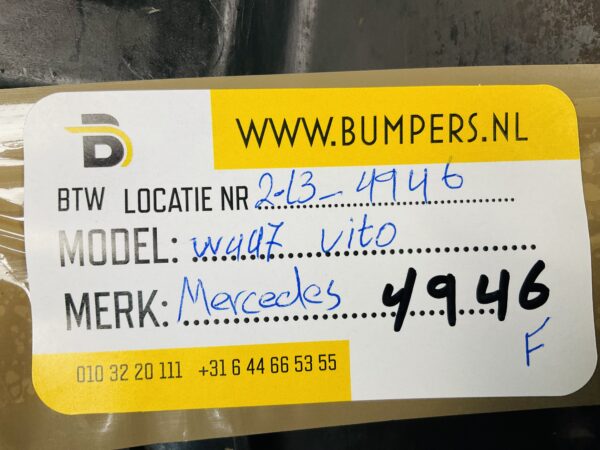 WWW.BUMPERS.NL
B
BTW LOCATIE NR 2-L3-4946
MODEL: W447 Vito
MERK: Mercedes 4946
F
010 32 20 111 +31 6 44 66 53 55